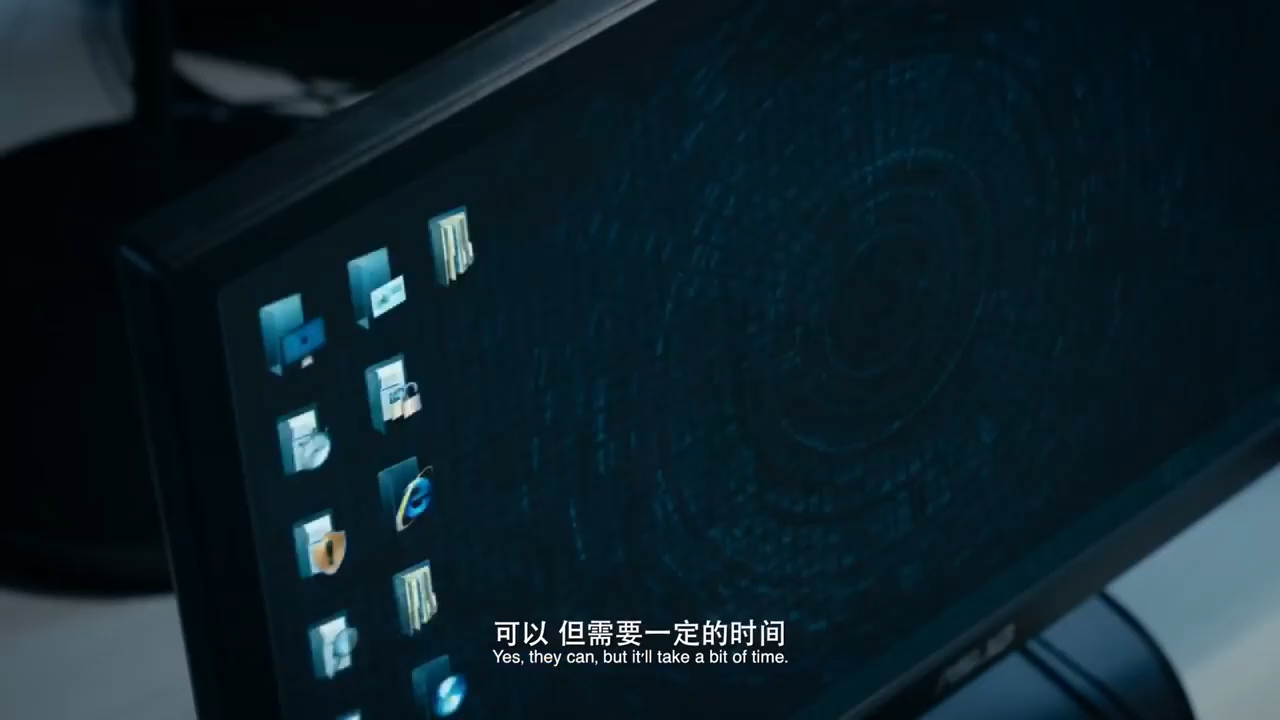 可以 但需要一定的时间
Yes, they can, but it'll take a bit of time.